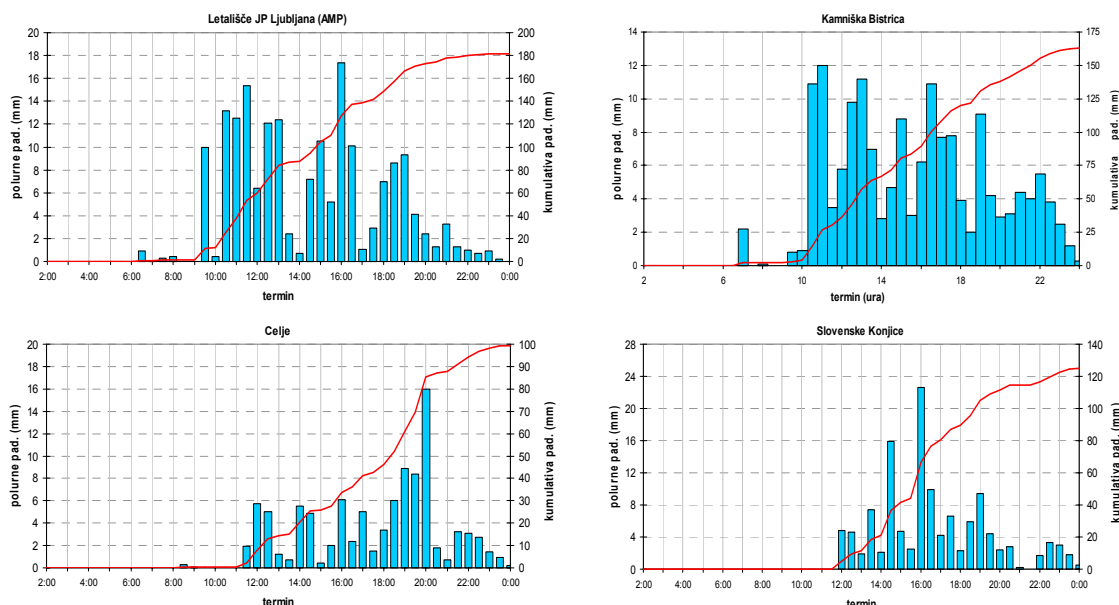 Letališče JP Ljubljana (AMP)
polurne pad. (mm)
20 18 16 14 12 10 8 6 4 2 0
200 180 160 140 120 100 80 60 40 20 0
kumulativa pad. (mm)
2:00 4:00 6:00 8:00 10:00 12:00 14:00 16:00 18:00 20:00 22:00 0:00
termin
Kamniška Bistrica
polurne pad. (mm)
14 12 10 8 6 4 2 0
175 150 125 100 75 50 25 0
kumulativa pad. (mm)
2 6 10 14 18 22
termin (ura)
Celje
polurne pad. (mm)
20 18 16 14 12 10 8 6 4 2 0
100 90 80 70 60 50 40 30 20 10 0
kumulativa pad. (mm)
2:00 4:00 6:00 8:00 10:00 12:00 14:00 16:00 18:00 20:00 22:00 0:00
termin
Slovenske Konjice
polurne pad. (mm)
28 24 20 16 12 8 4 0
140 120 100 80 60 40 20 0
kumulativa pad. (mm)
2:00 4:00 6:00 8:00 10:00 12:00 14:00 16:00 18:00 20:00 22:00 0:00
termin